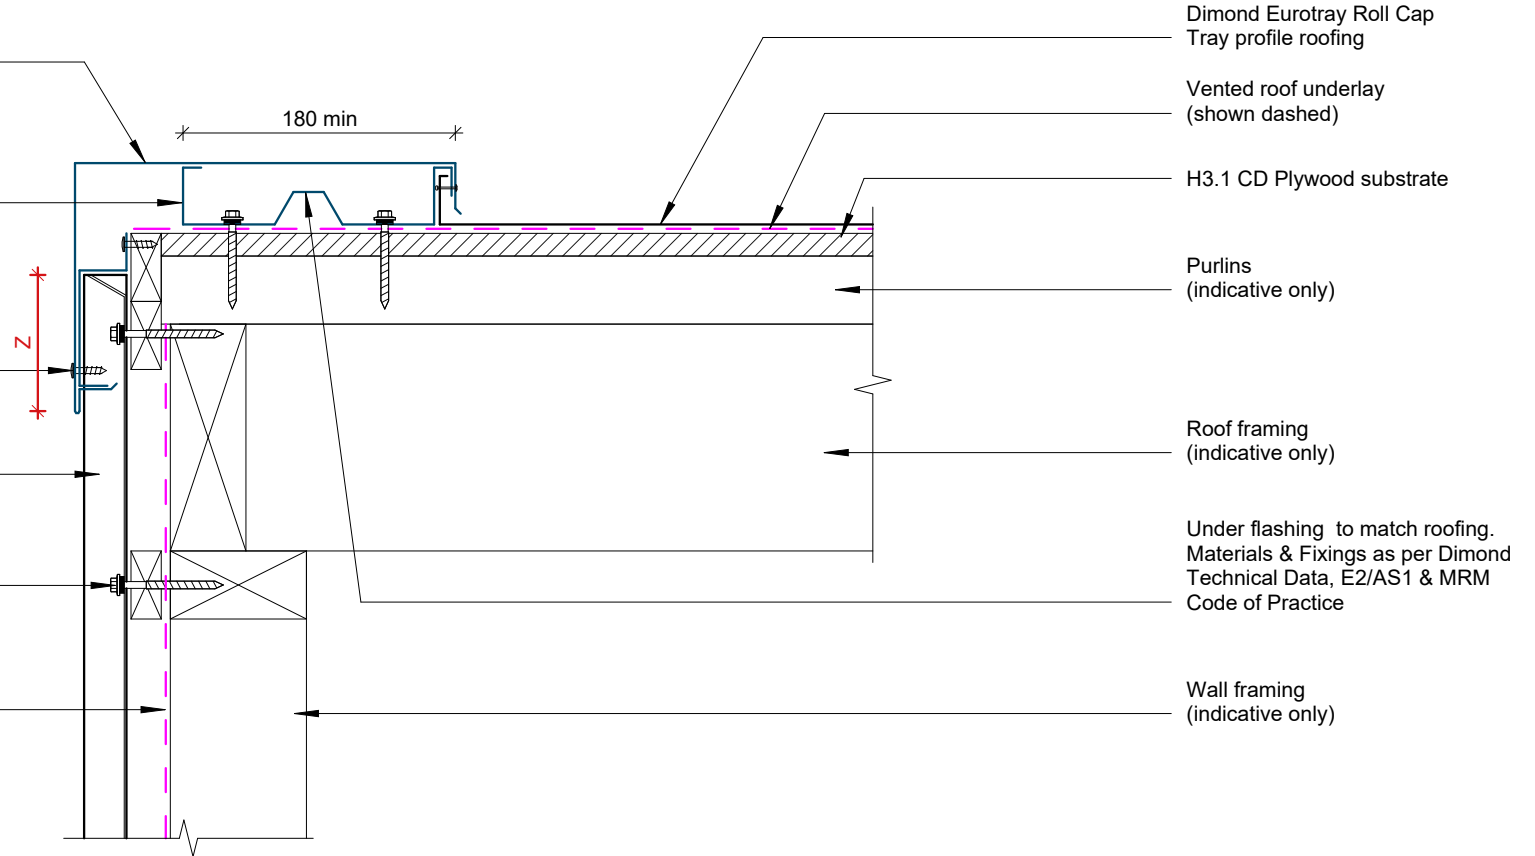 Dimond Eurotray Roll Cap
Tray profile roofing
Vented roof underlay
(shown dashed)
180 min
H3.1 CD Plywood substrate
Purlins
(indicative only)
Z
Roof framing
(indicative only)
Under flashing  to match roofing.
Materials & Fixings as per Dimond
Technical Data, E2/AS1 & MRM
Code of Practice
Wall framing
(indicative only)